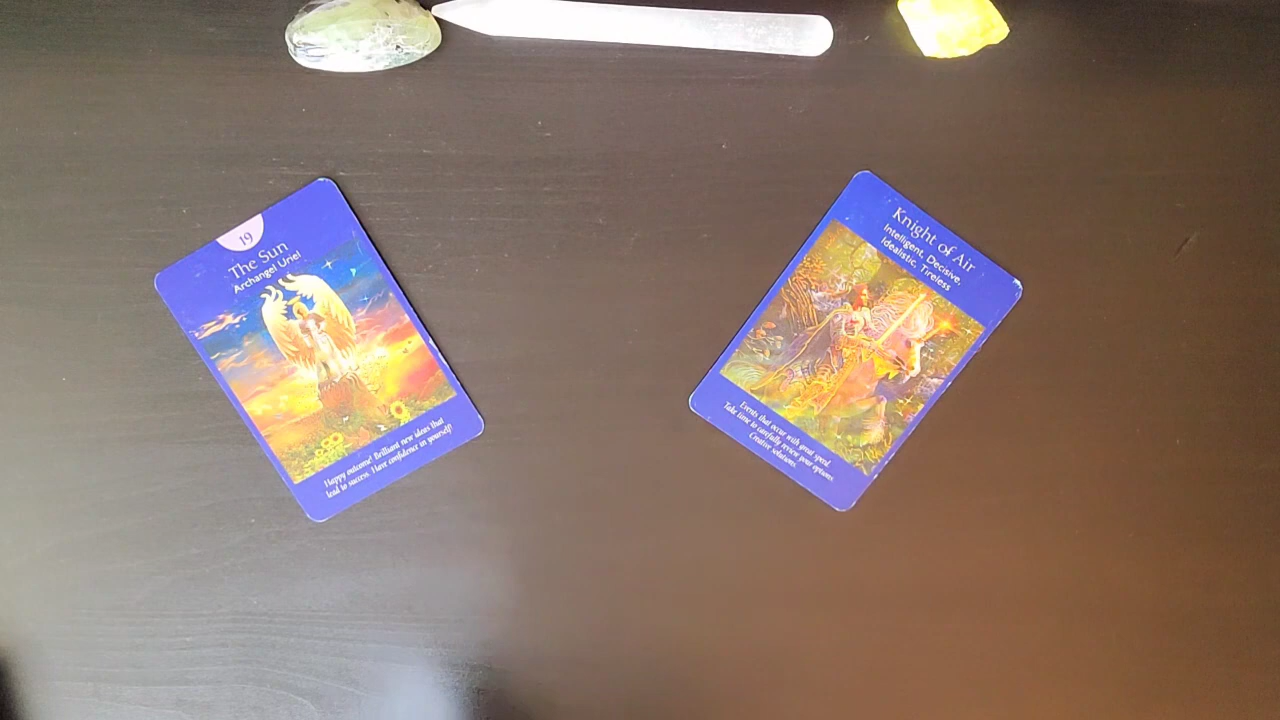 19
The Sun
Archangel Uriel
Happy outcome! Brilliant new ideas that
lead to success. Have confidence in yourself!
Knight of Air
Intelligent, Decisive,
Idealistic, Tireless
Events that occur with great speed.
Take time to carefully review your options.
Creative solutions.